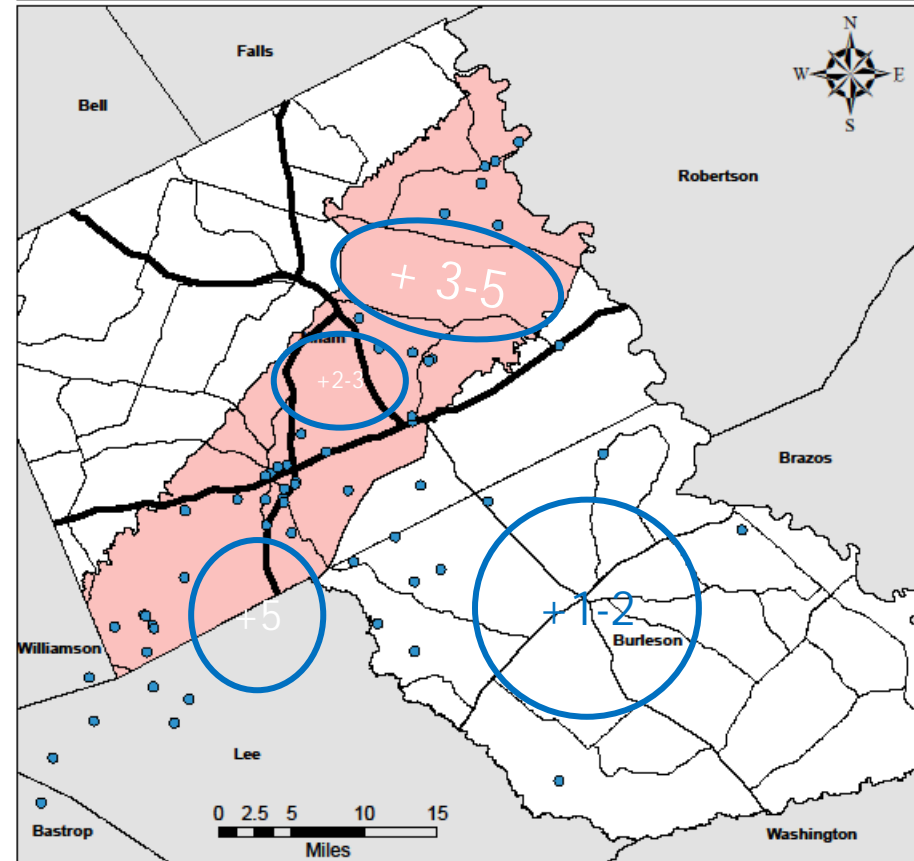 Falls
N
Bell
W
E
S
Robertson
+ 3-5
+2-3
Brazos
+5
+ 1-2
Burleson
Williamson
Lee
0 2.5 5 10 15
Miles
Bastrop
Washington